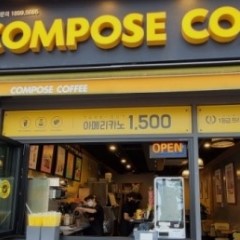 COMPOSE CO
COMPOSE COFFEE
아메리카노 1,500
OPEN